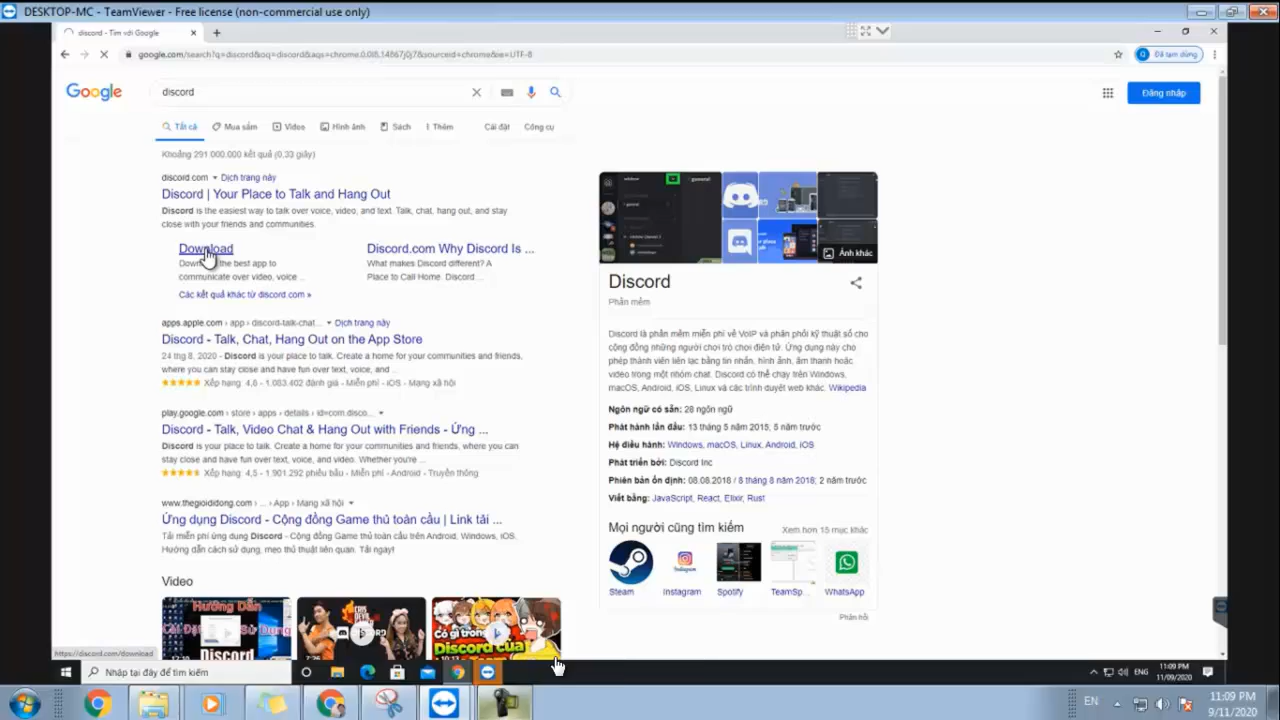 DESKTOP-MC - TeamViewer - Free license (non-commercial use only)
discord - Tìm với Google
google.com/search?q=discord&oq=discord&aqs=chrome.0.0i8.14867j0j7&sourceid=chrome&ie=UTF-8
Đã tạm dừng
Google
discord
Đăng nhập
Tất cả
Mua sắm
Video
Hình ảnh
Sách
Thêm
Cài đặt
Công cụ
Khoảng 291.000.000 kết quả (0,33 giây)
discord.com
Dịch trang này
Discord | Your Place to Talk and Hang Out
Discord is the easiest way to talk over voice, video, and text. Talk, chat, hang out, and stay
close with your friends and communities.
Download
the best app to
communicate over video, voice ...
Discord.com Why Discord Is ...
What makes Discord different? A
Place to Call Home. Discord ...
Các kết quả khác từ discord.com »
apps.apple.com › app › discord-talk-chat...
Dịch trang này
Discord - Talk, Chat, Hang Out on the App Store
24 thg 8, 2020 - Discord is your place to talk. Create a home for your communities and friends,
where you can stay close and have fun over text, voice, and ...
Xếp hạng 4,8 - 1.083.402 đánh giá - Miễn phí - iOS - Mạng xã hội
play.google.com › store › apps › details › id=com.disco...
Discord - Talk, Video Chat & Hang Out with Friends - Ứng ...
Discord is your place to talk. Create a home for your communities and friends, where you can
stay close and have fun over text, voice, and video. Whether you're ...
Xếp hạng 4,5 - 1.901.292 phiếu bầu - Miễn phí - Android - Truyền thông
www.thegioididong.com › ... › App › Mạng xã hội
Ứng dụng Discord - Cộng đồng Game thủ toàn cầu | Link tải ...
Tải miễn phí ứng dụng Discord - Cộng đồng Game thủ toàn cầu trên Android, Windows, iOS.
Hướng dẫn cách sử dụng, mẹo thủ thuật liên quan. Tải ngay!
Video
Hướng Dẫn
Discord
7:26
Có gì trong
Discord của
10:13
https://discord.com/download
general
Ảnh khác
Discord
Phần mềm
Discord là phần mềm miễn phí về VoIP và phân phối kỹ thuật số cho
cộng đồng những người chơi trò chơi điện tử. Ứng dụng này cho
phép thành viên liên lạc bằng tin nhắn, hình ảnh, âm thanh hoặc
video trong một nhóm chat. Discord có thể chạy trên Windows,
macOS, Android, iOS, Linux và các trình duyệt web khác. Wikipedia
Ngôn ngữ có sẵn: 28 ngôn ngữ
Phát hành lần đầu: 13 tháng 5 năm 2015, 5 năm trước
Hệ điều hành: Windows, macOS, Linux, Android, iOS
Phát triển bởi: Discord Inc
Phiên bản ổn định: 08.08.2018 / 8 tháng 8 năm 2018; 2 năm trước
Viết bằng: JavaScript, React, Elixir, Rust
Mọi người cũng tìm kiếm
Xem hơn 15 mục khác
Steam
Instagram
Spotify
TeamSp...
WhatsApp
Phản hồi
Nhập tại đây để tìm kiếm
ENG
11:09 PM
11/09/2020
EN
11:09 PM
9/11/2020